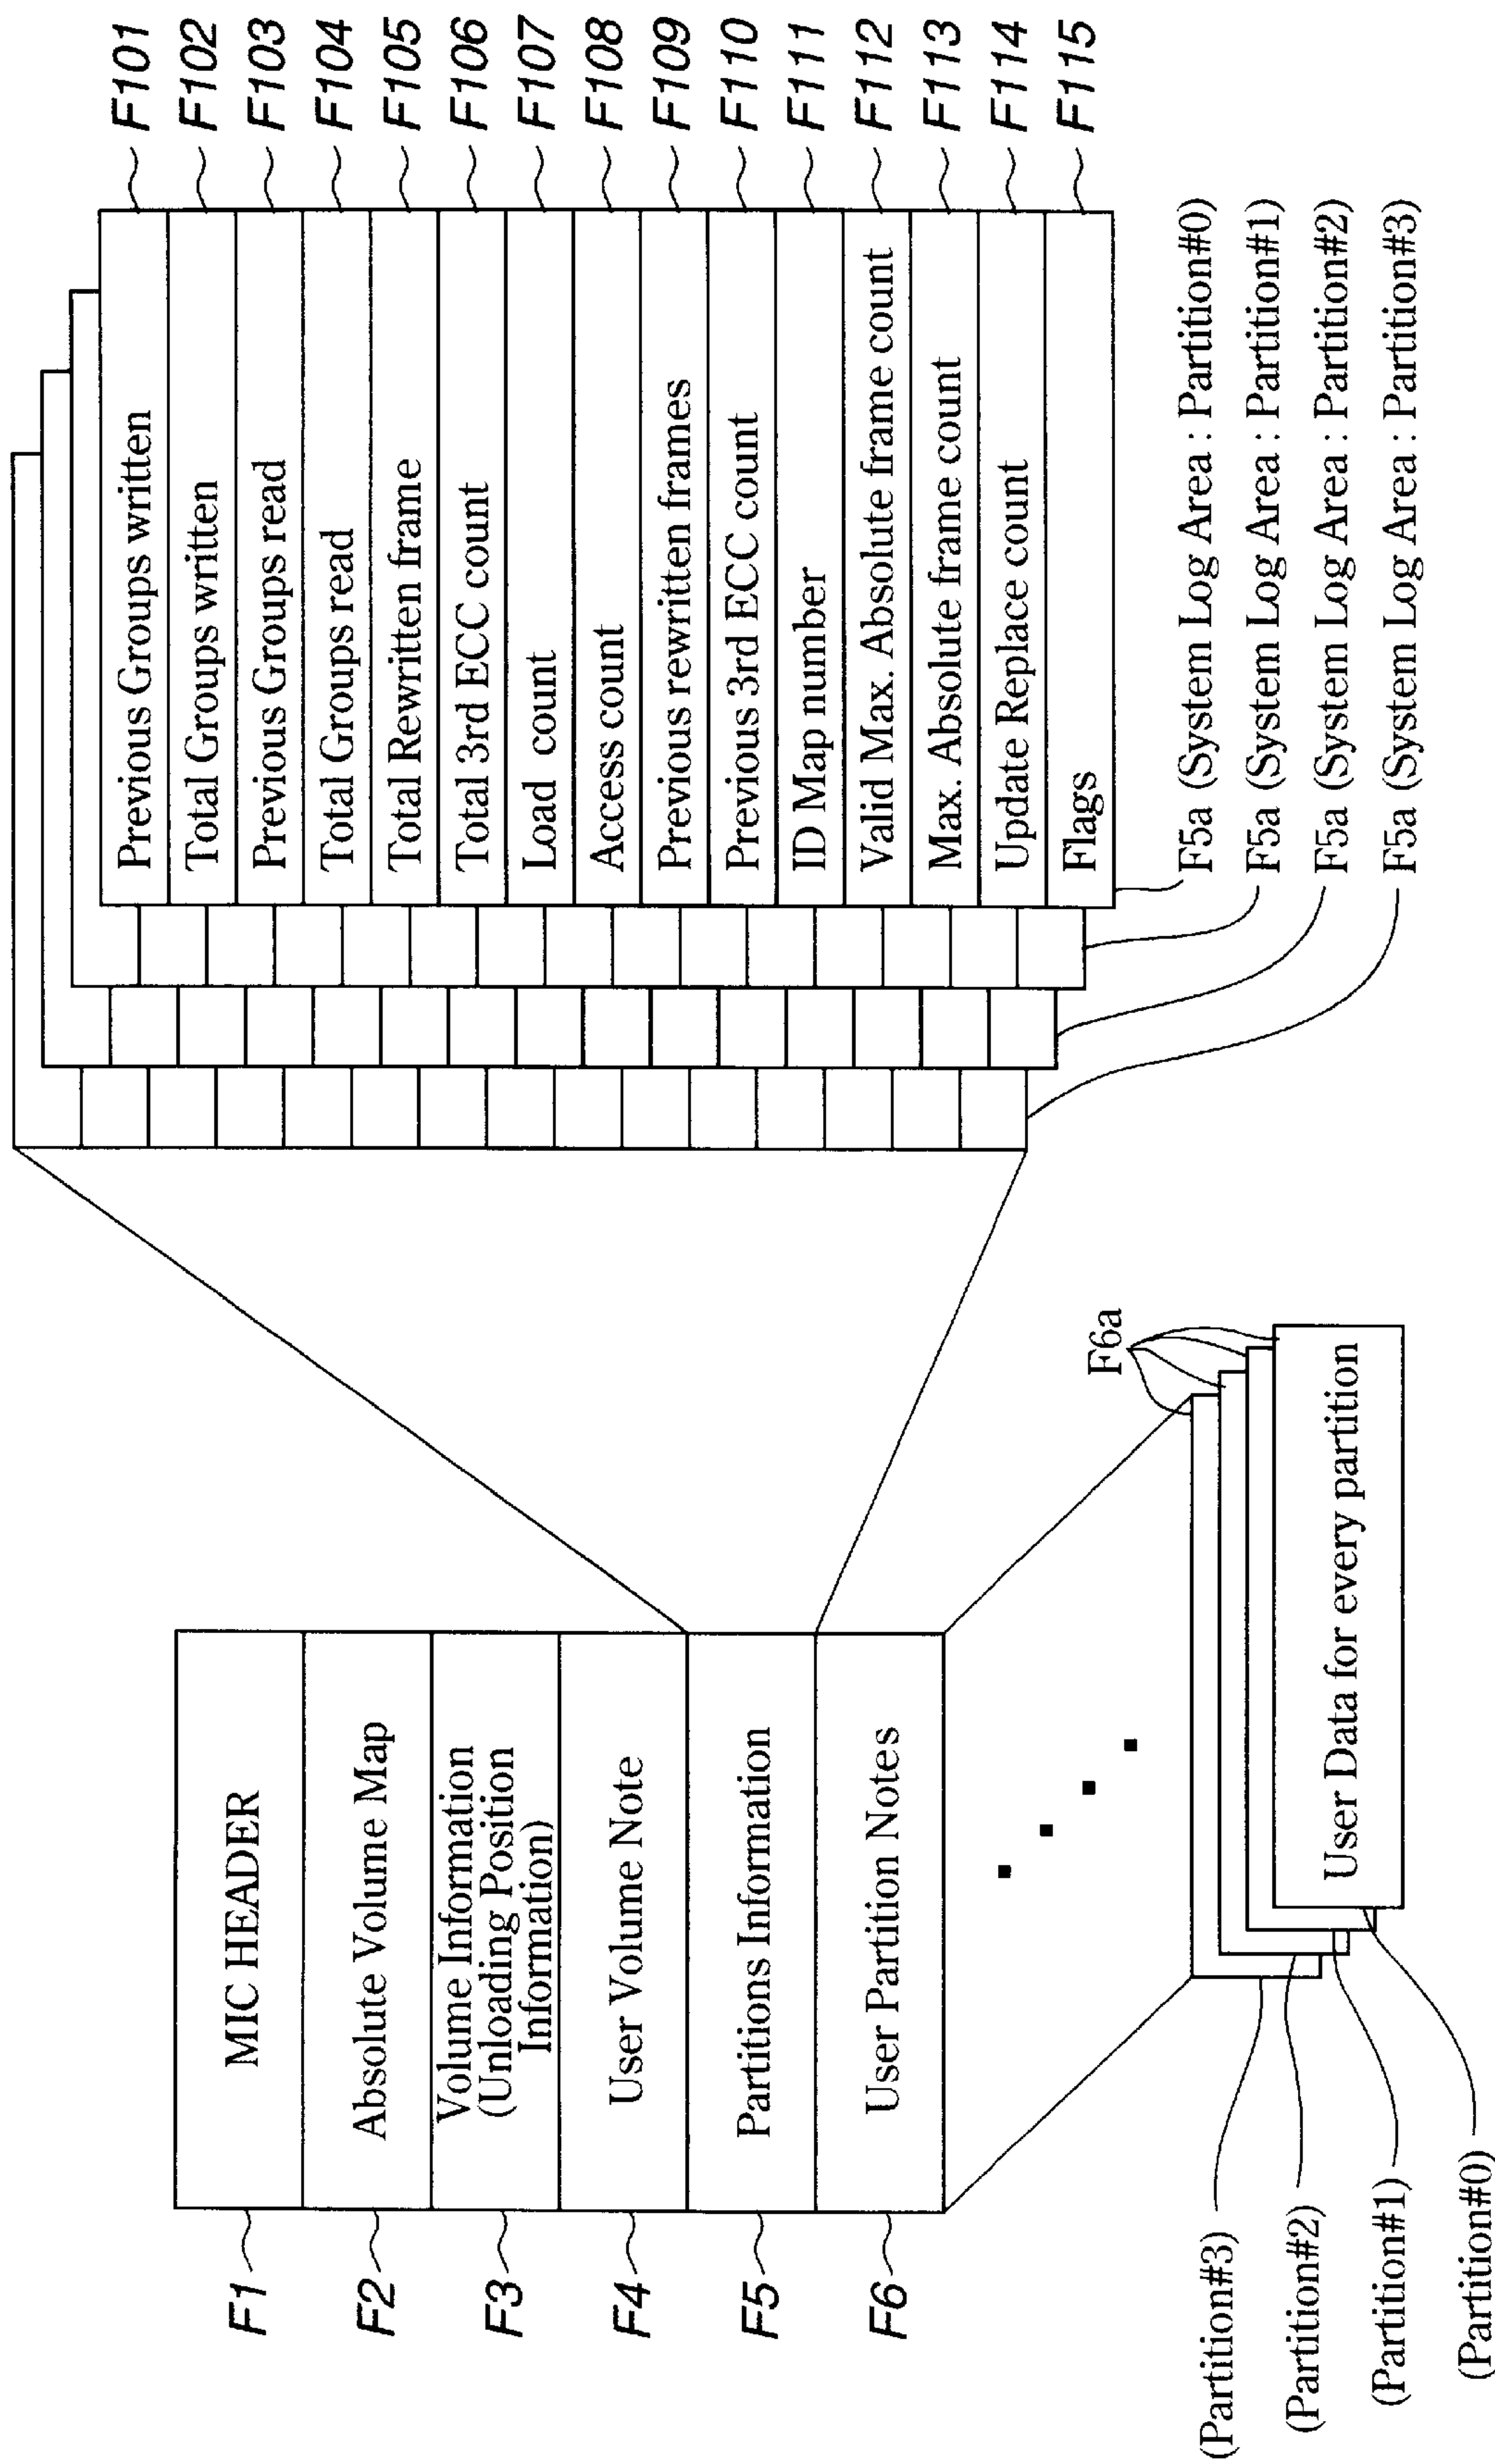 F1
MIC HEADER
F2
Absolute Volume Map
F3
Volume Information
(Unloading Position
Information)
F4
User Volume Note
F5
Partitions Information
F6
User Partition Notes
Previous Groups written
F101
Total Groups written
F102
Previous Groups read
F103
Total Groups read
F104
Total Rewritten frame
F105
Total 3rd ECC count
F106
Load count
F107
Access count
F108
Previous rewritten frames
F109
Previous 3rd ECC count
F110
ID Map number
F111
Valid Max. Absolute frame count
F112
Max. Absolute frame count
F113
Update Replace count
F114
Flags
F115
F5a (System Log Area : Partition#0)
F5a (System Log Area : Partition#1)
F5a (System Log Area : Partition#2)
F5a (System Log Area : Partition#3)
F6a
User Data for every partition
(Partition#3)
(Partition#2)
(Partition#1)
(Partition#0)